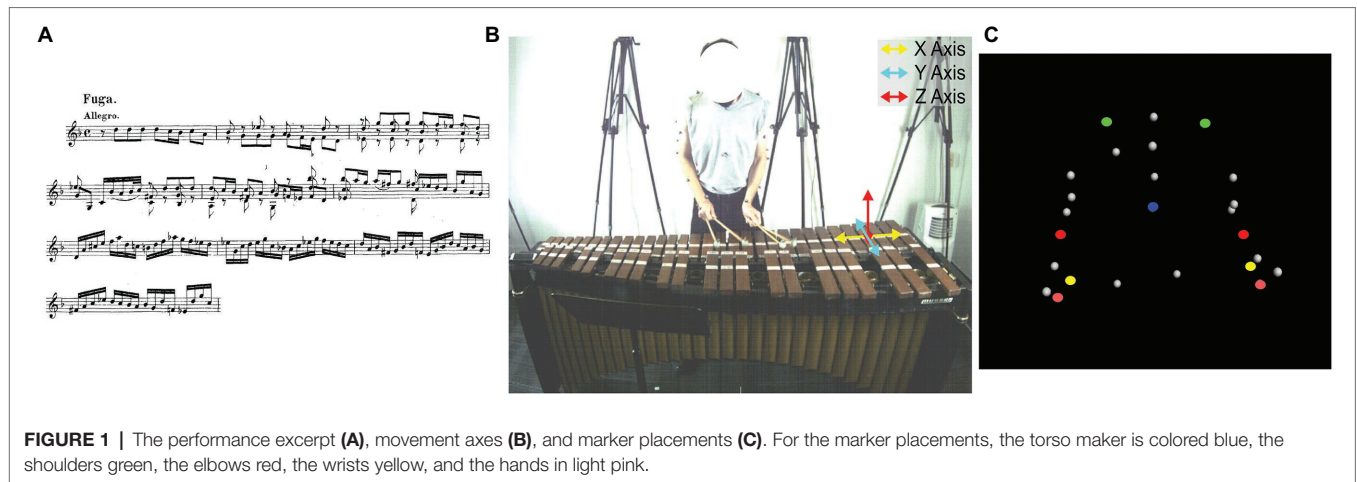 A
Fuga.
Allegro.
B
X Axis
Y Axis
Z Axis
C
FIGURE 1 | The performance excerpt (A), movement axes (B), and marker placements (C). For the marker placements, the torso maker is colored blue, the
shoulders green, the elbows red, the wrists yellow, and the hands in light pink.